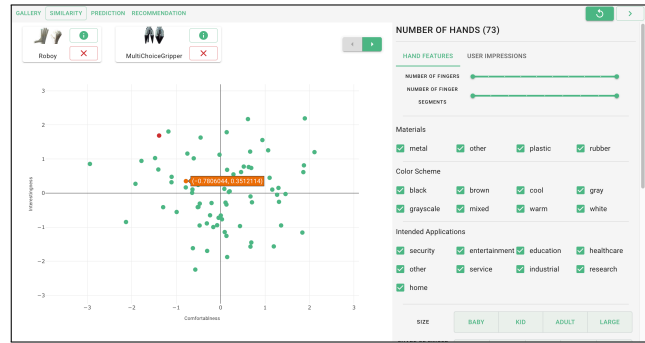 GALLERY SIMILARITY PREDICTION RECOMMENDATION
NUMBER OF HANDS (73)
Roboy
MultiChoiceGripper
HAND FEATURES USER IMPRESSIONS
NUMBER OF FINGERS
NUMBER OF FINGER
SEGMENTS
Materials
metal other plastic rubber
Color Scheme
black brown cool gray
grayscale mixed warm white
Intended Applications
security entertainment education healthcare
other service industrial research
home
SIZE BABY KID ADULT LARGE
3
2
1
0
−1
−2
−3
Interestingness
(−0.7806044, 0.3512114)
−3 −2 −1 0 1 2 3
Comfortableness